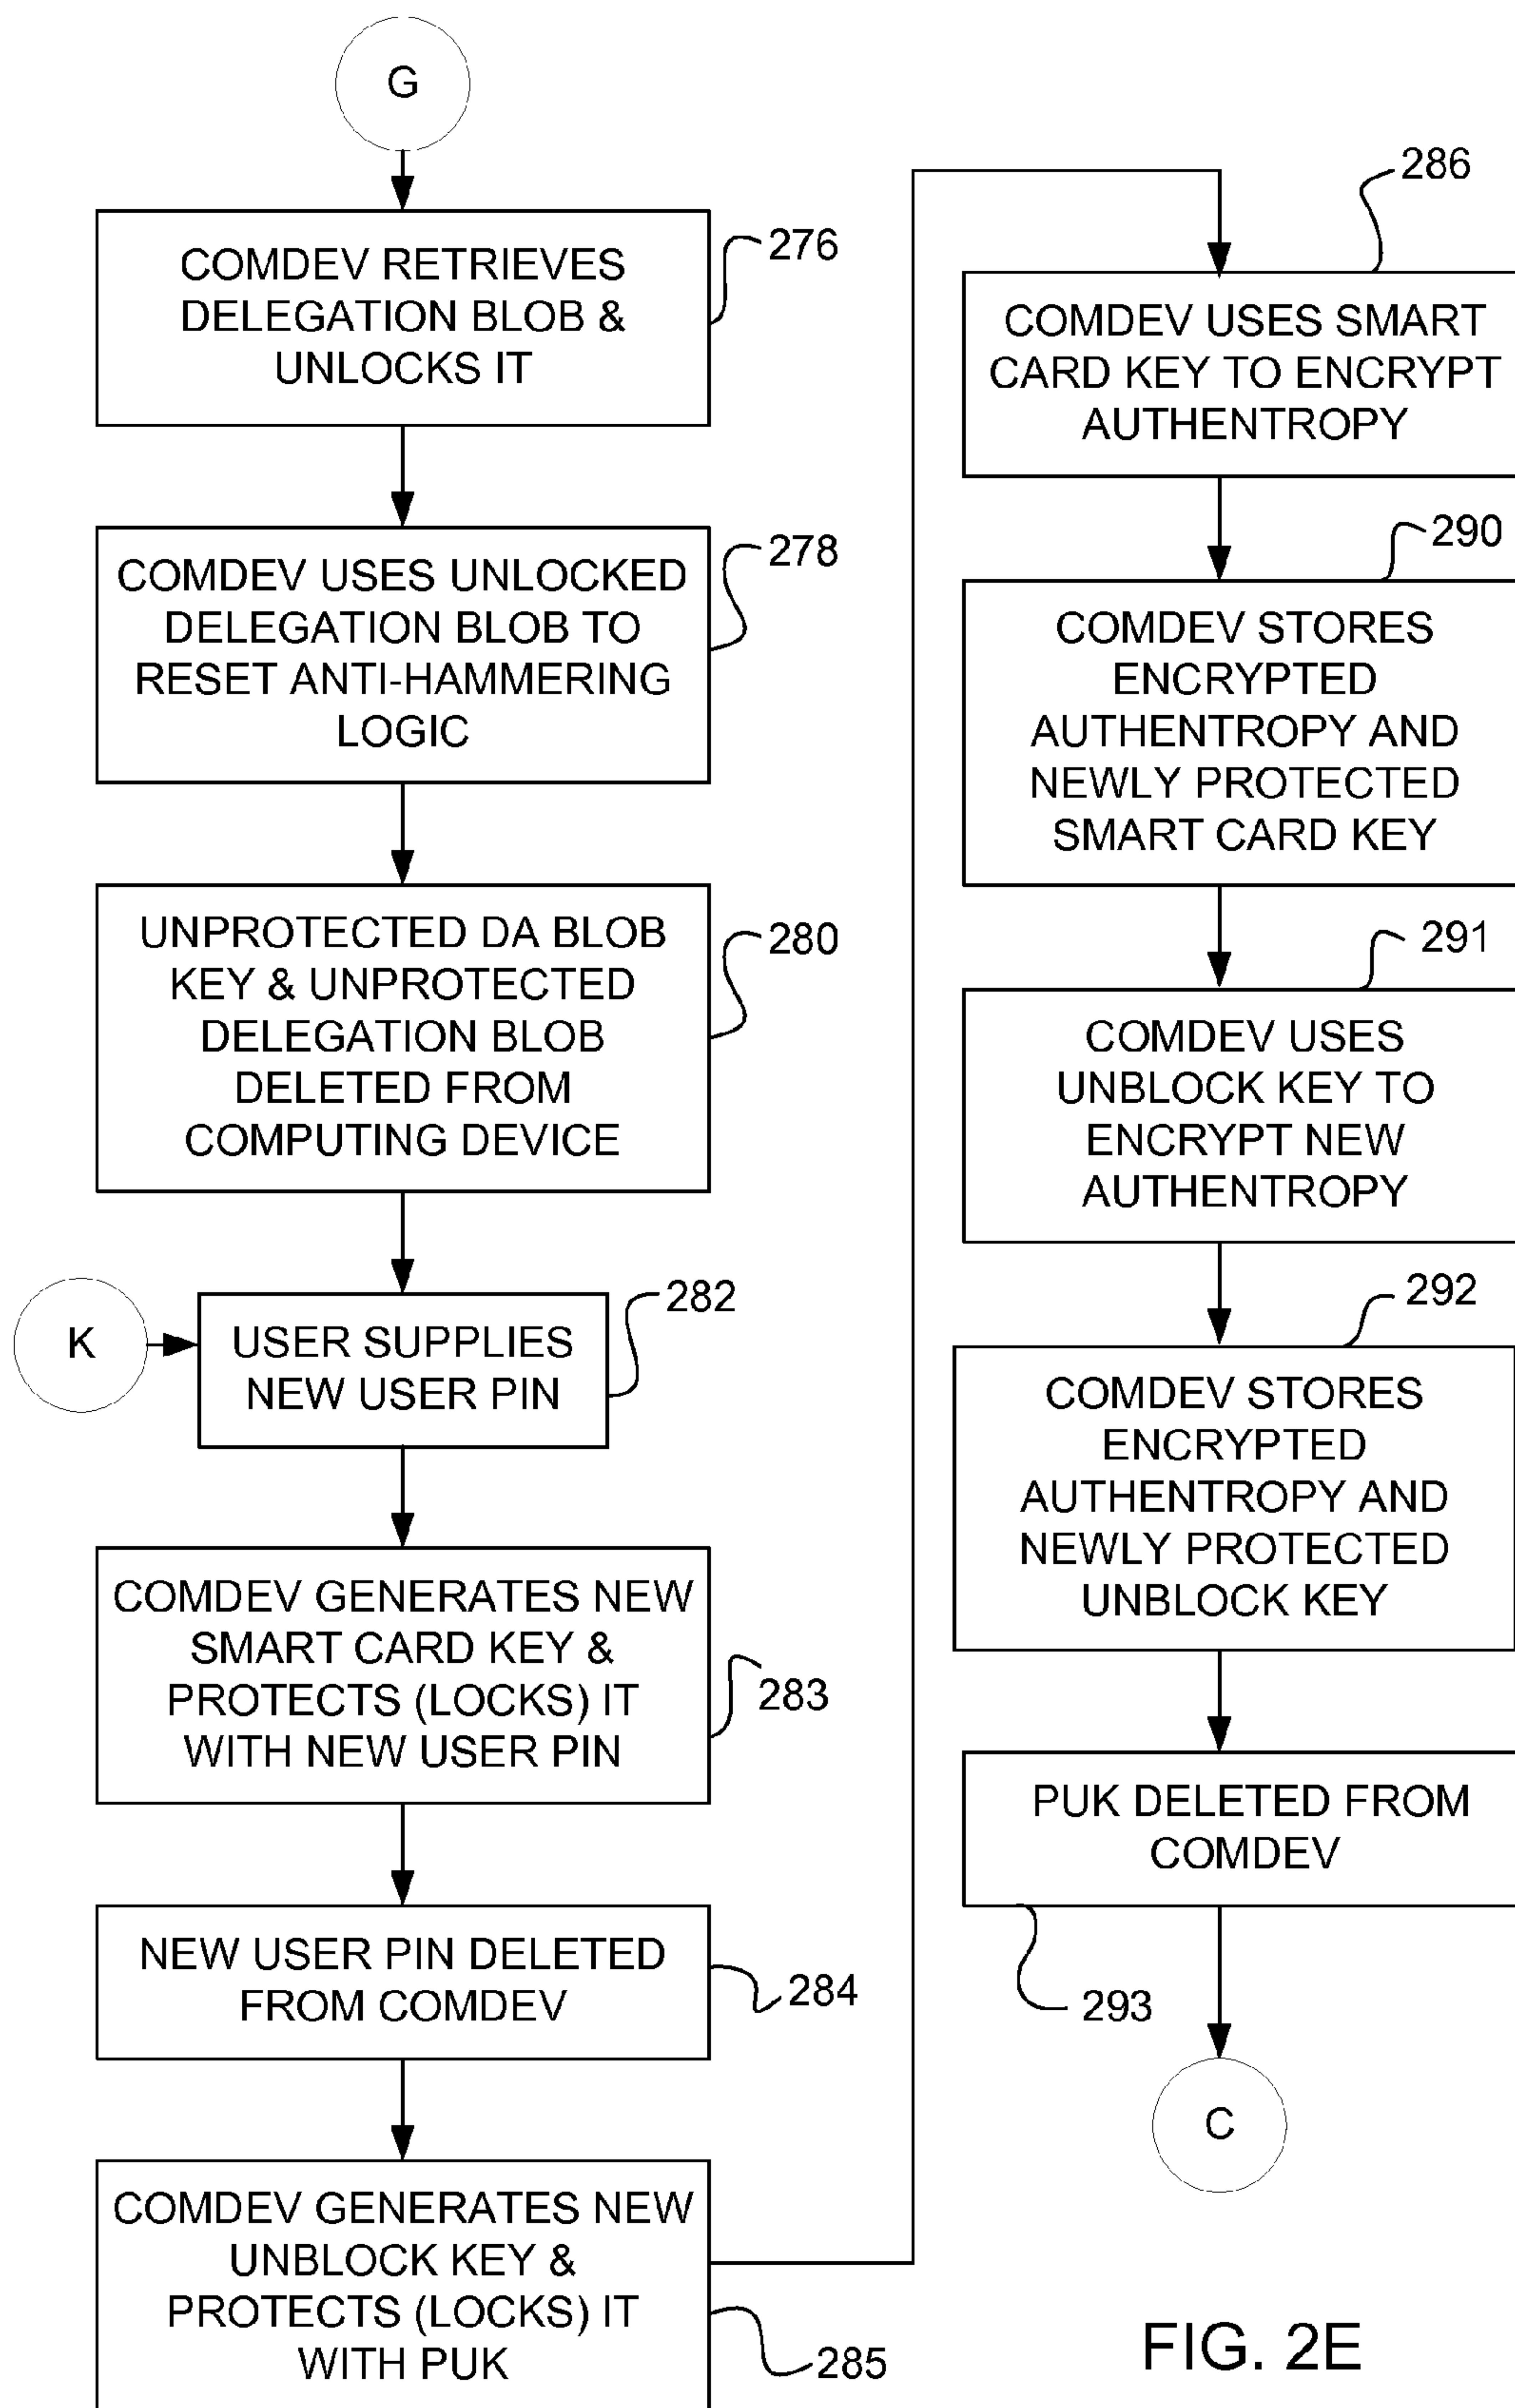 G
COMDEV RETRIEVES
DELEGATION BLOB &
UNLOCKS IT
276
COMDEV USES UNLOCKED
DELEGATION BLOB TO
RESET ANTI-HAMMERING
LOGIC
278
UNPROTECTED DA BLOB
KEY & UNPROTECTED
DELEGATION BLOB
DELETED FROM
COMPUTING DEVICE
280
K
USER SUPPLIES
NEW USER PIN
282
COMDEV GENERATES NEW
SMART CARD KEY &
PROTECTS (LOCKS) IT
WITH NEW USER PIN
283
NEW USER PIN DELETED
FROM COMDEV
284
COMDEV GENERATES NEW
UNBLOCK KEY &
PROTECTS (LOCKS) IT
WITH PUK
285
286
COMDEV USES SMART
CARD KEY TO ENCRYPT
AUTHENTROPY
290
COMDEV STORES
ENCRYPTED
AUTHENTROPY AND
NEWLY PROTECTED
SMART CARD KEY
291
COMDEV USES
UNBLOCK KEY TO
ENCRYPT NEW
AUTHENTROPY
292
COMDEV STORES
ENCRYPTED
AUTHENTROPY AND
NEWLY PROTECTED
UNBLOCK KEY
PUK DELETED FROM
COMDEV
293
C
FIG. 2E